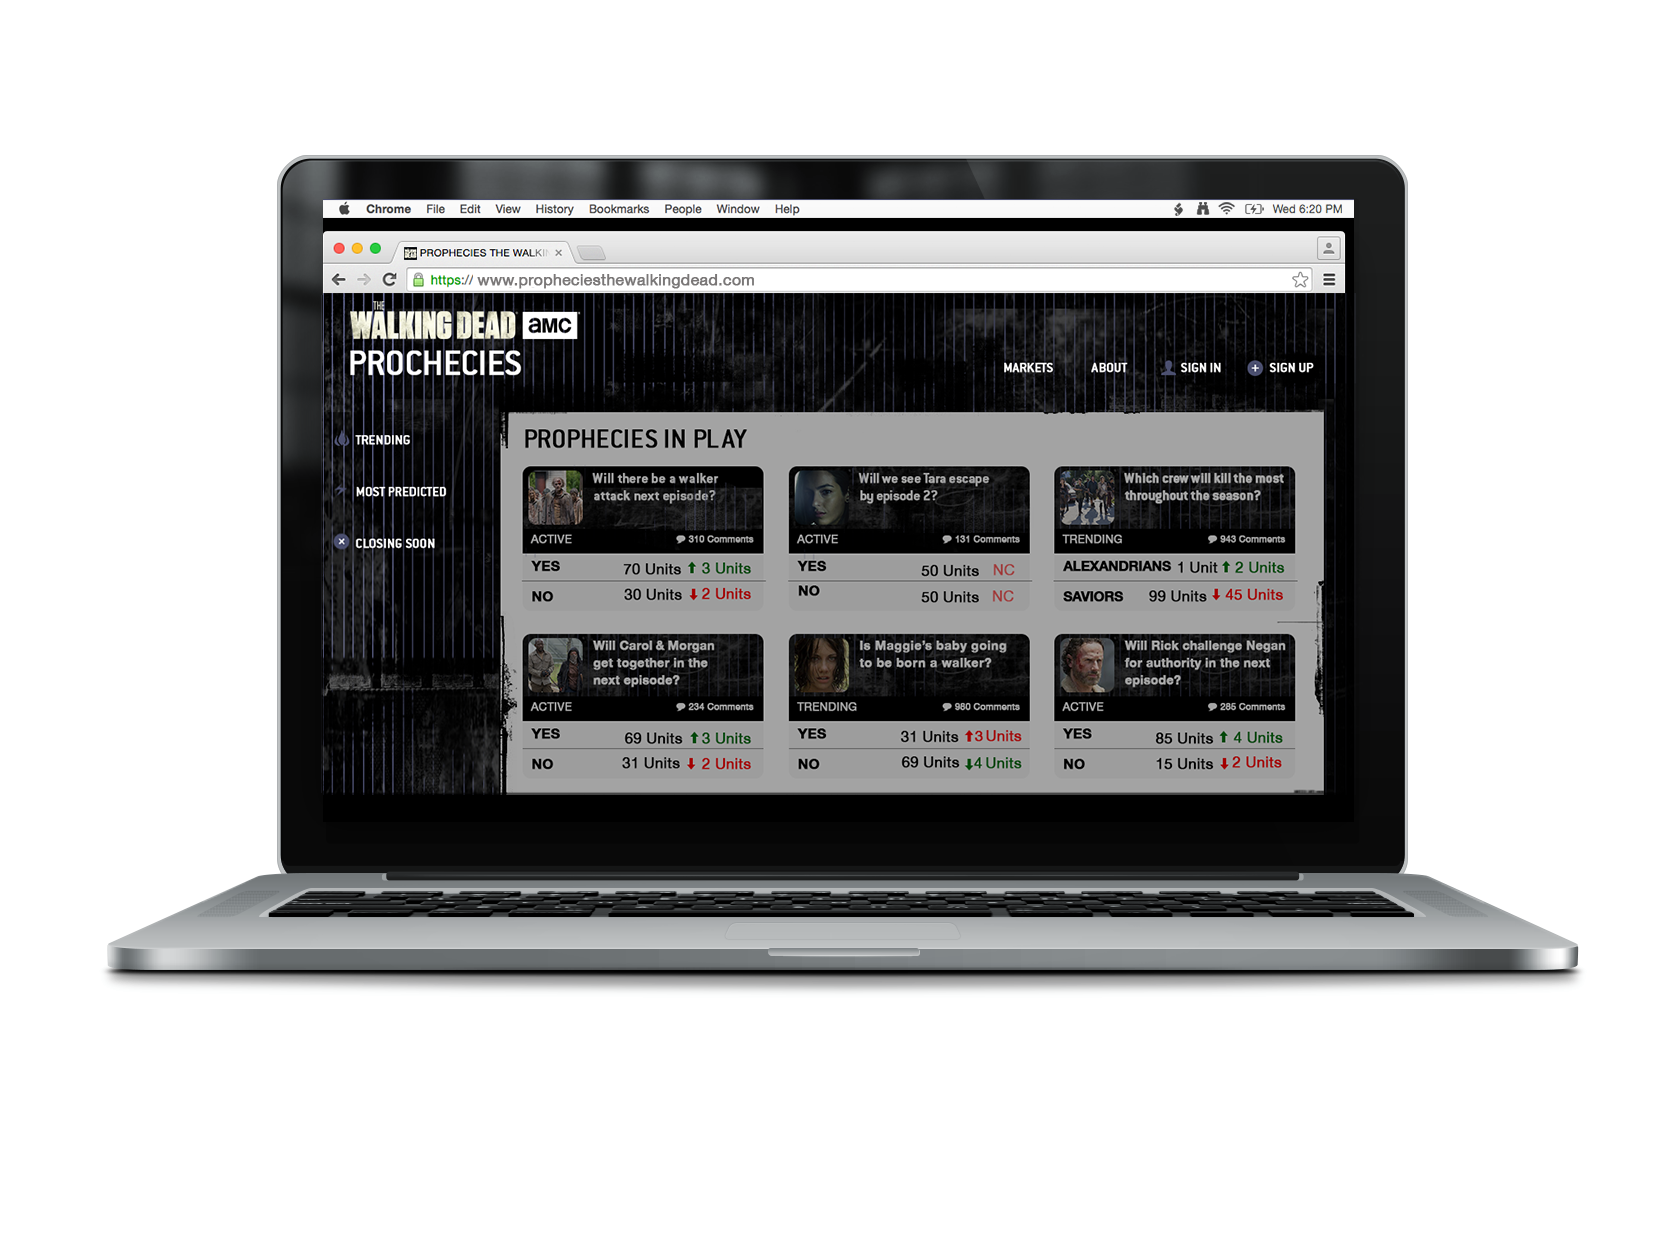 Chrome File Edit View History Bookmarks People Window Help Wed 6:20 PM
PROPHECIES THE WALKIN
https:// www.propheciesthewalkingdead.com
THE
WALKING DEAD amc
PROCHECIES
MARKETS ABOUT SIGN IN SIGN UP
TRENDING
MOST PREDICTED
CLOSING SOON
PROPHECIES IN PLAY
Will there be a walker
attack next episode?
ACTIVE 310 Comments
YES 70 Units 3 Units
NO 30 Units 2 Units
Will we see Tara escape
by episode 2?
ACTIVE 131 Comments
YES 50 Units NC
NO 50 Units NC
Which crew will kill the most
throughout the season?
TRENDING 943 Comments
ALEXANDRIANS 1 Unit 2 Units
SAVIORS 99 Units 45 Units
Will Carol & Morgan
get together in the
next episode?
ACTIVE 234 Comments
YES 69 Units 3 Units
NO 31 Units 2 Units
Is Maggie's baby going
to be born a walker?
TRENDING 980 Comments
YES 31 Units 3 Units
NO 69 Units 4 Units
Will Rick challenge Negan
for authority in the next
episode?
ACTIVE 285 Comments
YES 85 Units 4 Units
NO 15 Units 2 Units